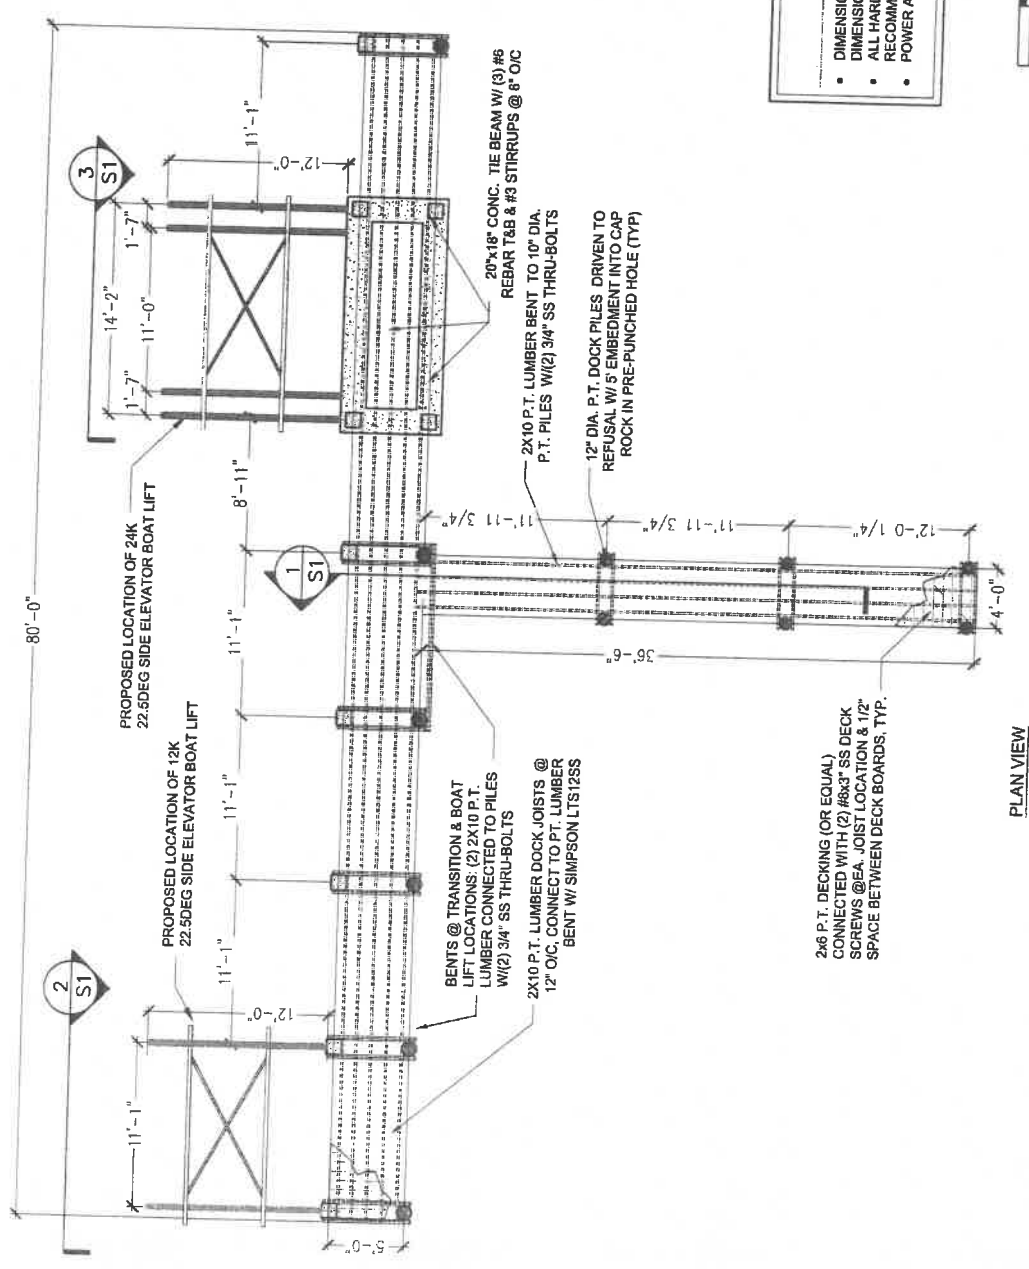 80'-0"
3
S1
14'-2"
1'-7"
11'-0"
1'-7"
11'-1"
12'-0"
PROPOSED LOCATION OF 24K
22.5DEG SIDE ELEVATOR BOAT LIFT
8'-11"
1
S1
11'-1"
11'-1"
11'-1"
PROPOSED LOCATION OF 12K
22.5DEG SIDE ELEVATOR BOAT LIFT
2
S1
12'-0"
11'-1"
5'-0"
20"x18" CONC. TIE BEAM W/ (3) #6
REBAR T&B & #3 STIRRUPS @ 8" O/C
2X10 P.T. LUMBER BENT TO 10" DIA.
P.T. PILES W/(2) 3/4" SS THRU-BOLTS
12" DIA. P.T. DOCK PILES DRIVEN TO
REFUSAL W/ 5' EMBEDMENT INTO CAP
ROCK IN PRE-PUNCHED HOLE (TYP)
11'-11 3/4"
11'-11 3/4"
12'-0 1/4"
36'-6"
4'-0"
BENTS @ TRANSITION & BOAT
LIFT LOCATIONS: (2) 2X10 P.T.
LUMBER CONNECTED TO PILES
W/(2) 3/4" SS THRU-BOLTS
2X10 P.T. LUMBER DOCK JOISTS @
12" O/C, CONNECT TO PT. LUMBER
BENT W/ SIMPSON LTS12SS
2x6 P.T. DECKING (OR EQUAL)
CONNECTED WITH (2) #8x3" SS DECK
SCREWS @EA. JOIST LOCATION & 1/2"
SPACE BETWEEN DECK BOARDS, TYP.
PLAN VIEW
• DIMENSIO
DIMENSIO
• ALL HARD
RECOMM
• POWER A